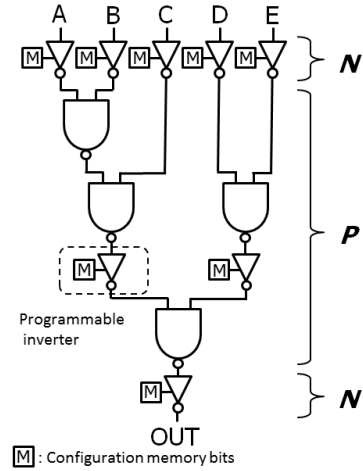 A B C D E
M M M M M N
P
M M
Programmable
inverter
M N
OUT
M : Configuration memory bits